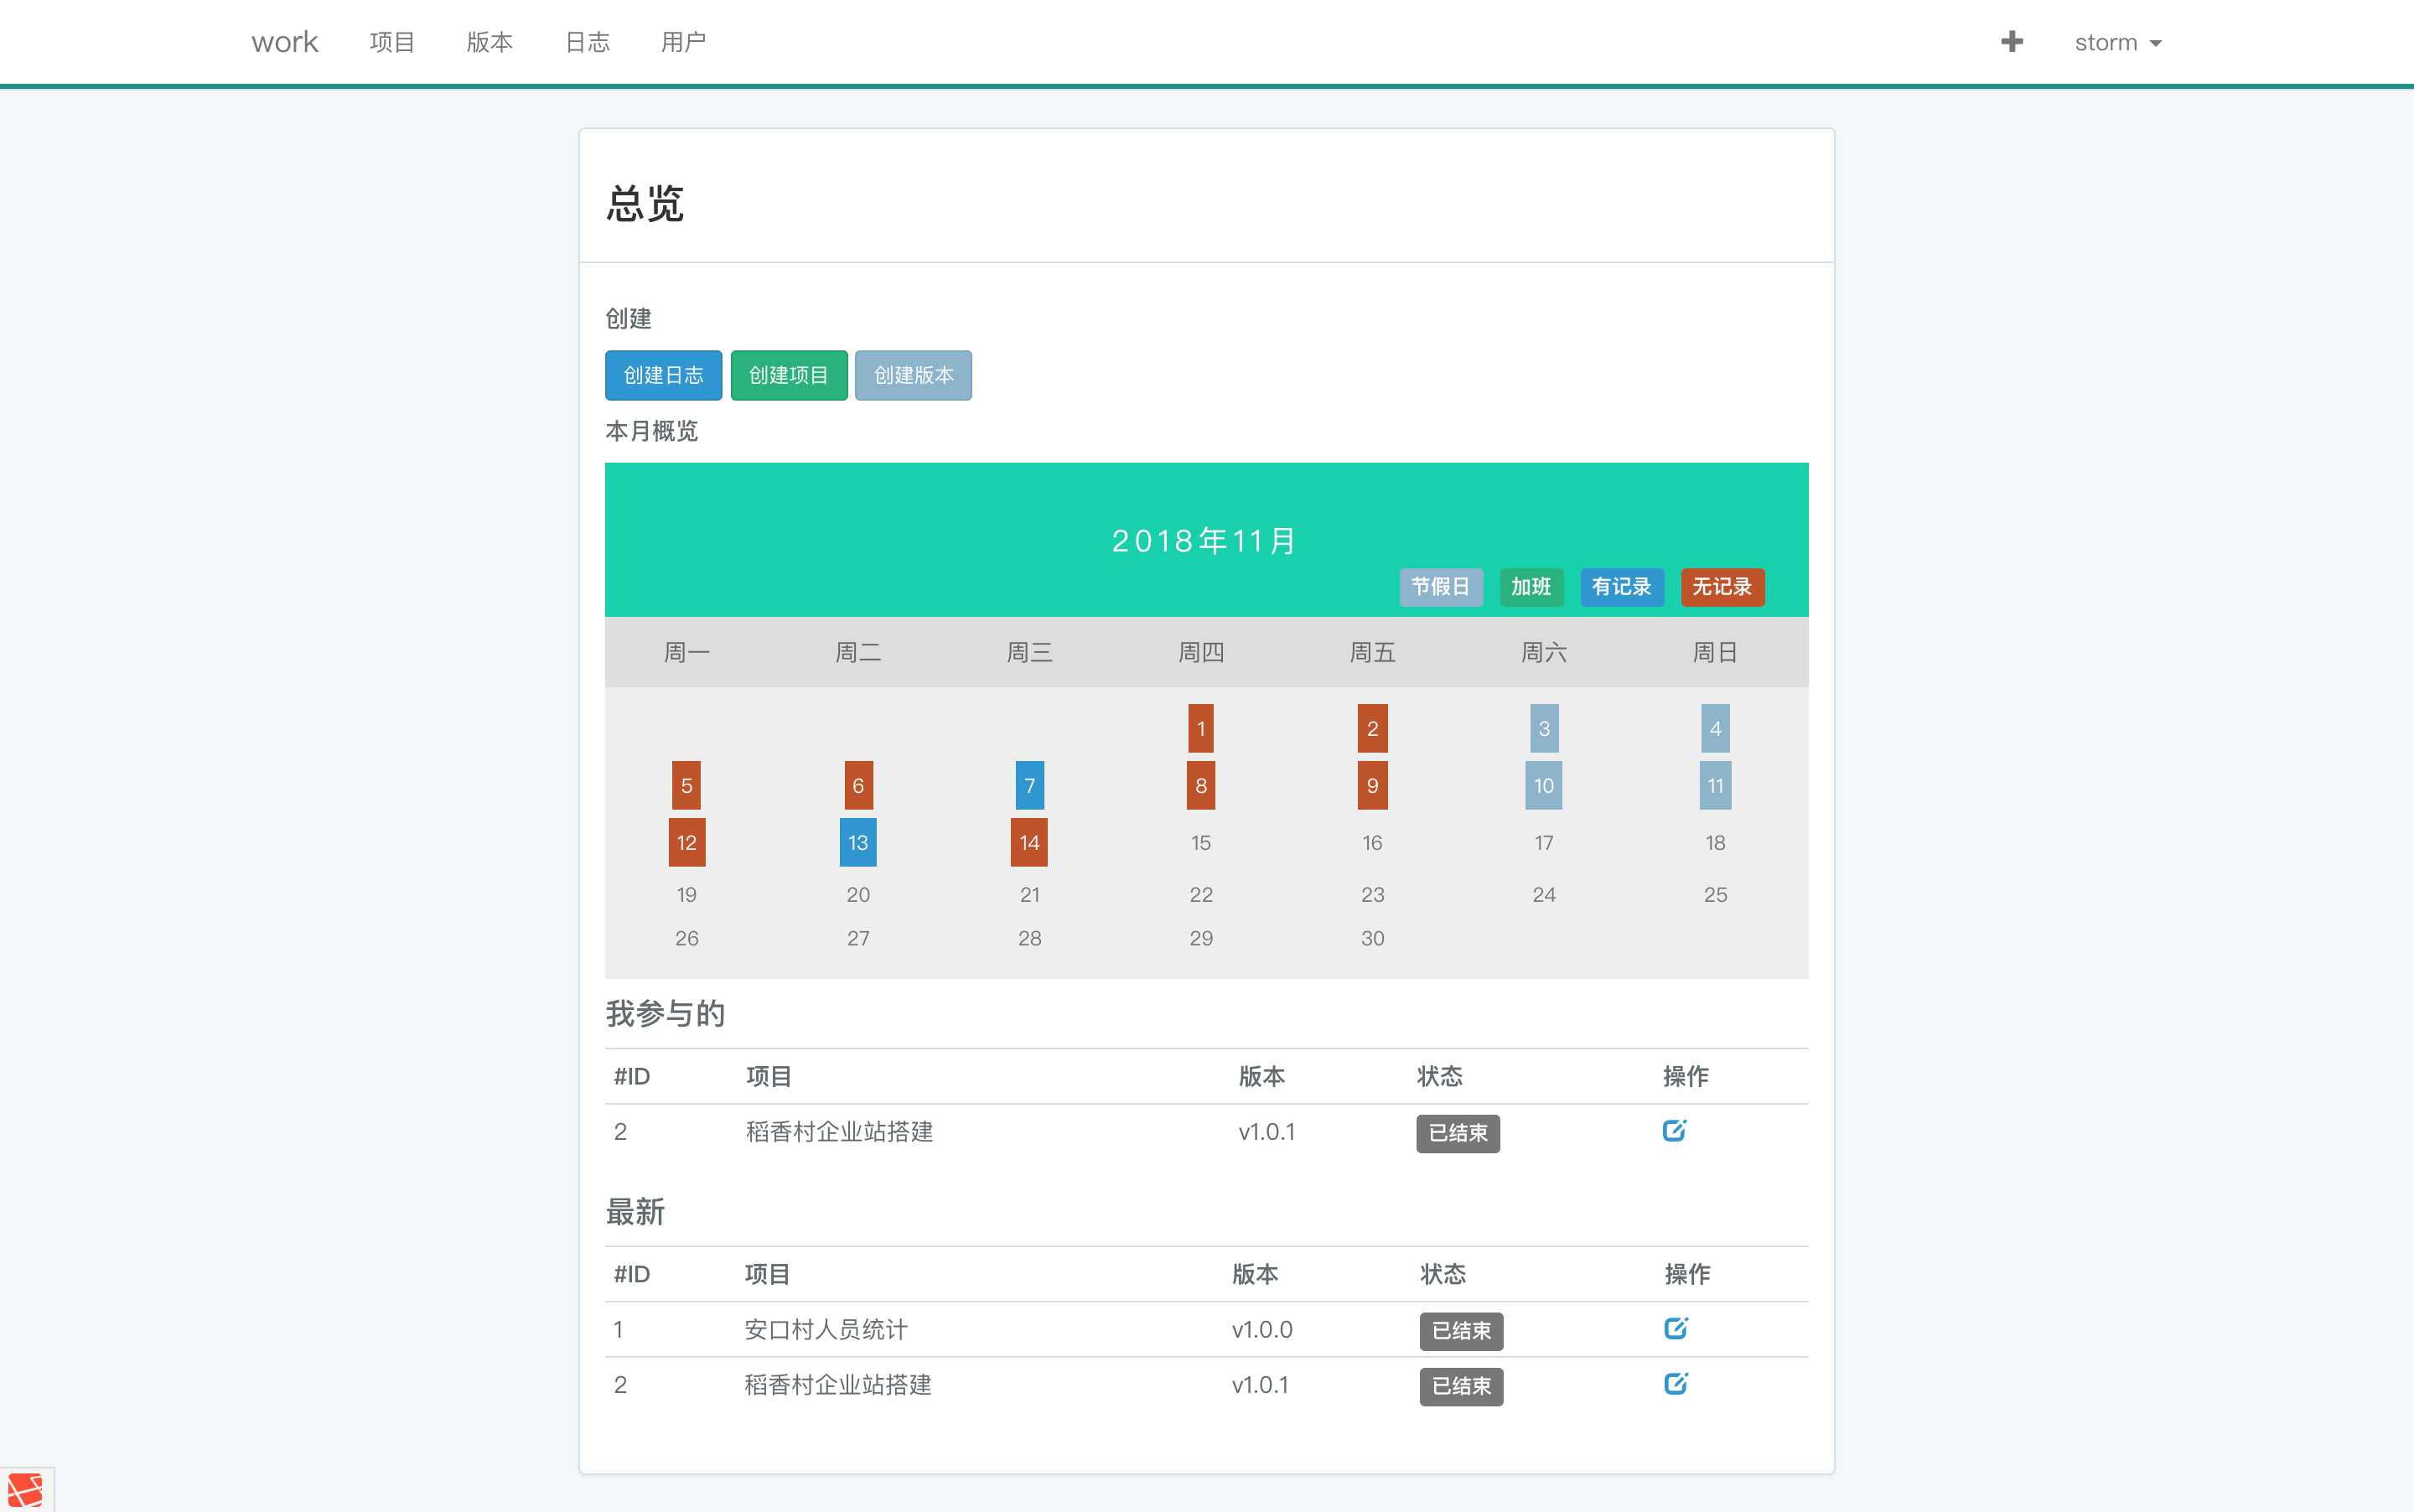 work 项目 版本 日志 用户 storm
总览
创建
创建日志 创建项目 创建版本
本月概览
2018年11月
节假日 加班 有记录 无记录
周一 周二 周三 周四 周五 周六 周日
1 2 3 4
5 6 7 8 9 10 11
12 13 14 15 16 17 18
19 20 21 22 23 24 25
26 27 28 29 30
我参与的
#ID 项目 版本 状态 操作
2 稻香村企业站搭建 v1.0.1 已结束
最新
#ID 项目 版本 状态 操作
1 安口村人员统计 v1.0.0 已结束
2 稻香村企业站搭建 v1.0.1 已结束